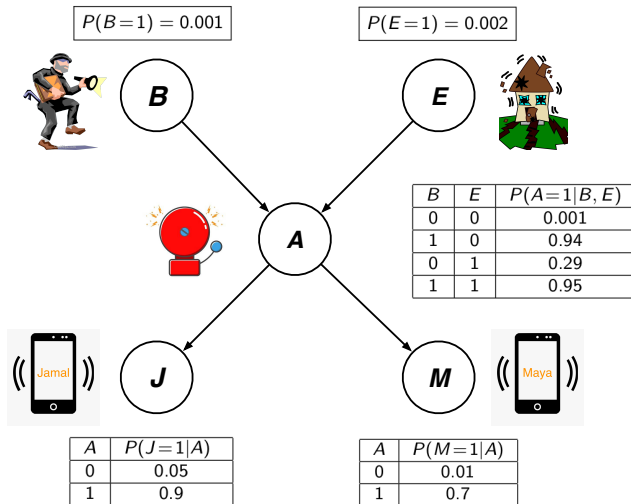 P(B=1) = 0.001
P(E=1) = 0.002
B
E
B E P(A=1|B, E)
0 0 0.001
1 0 0.94
0 1 0.29
1 1 0.95
A
Jamal
J
M
Maya
A P(J=1|A)
0 0.05
1 0.9
A P(M=1|A)
0 0.01
1 0.7